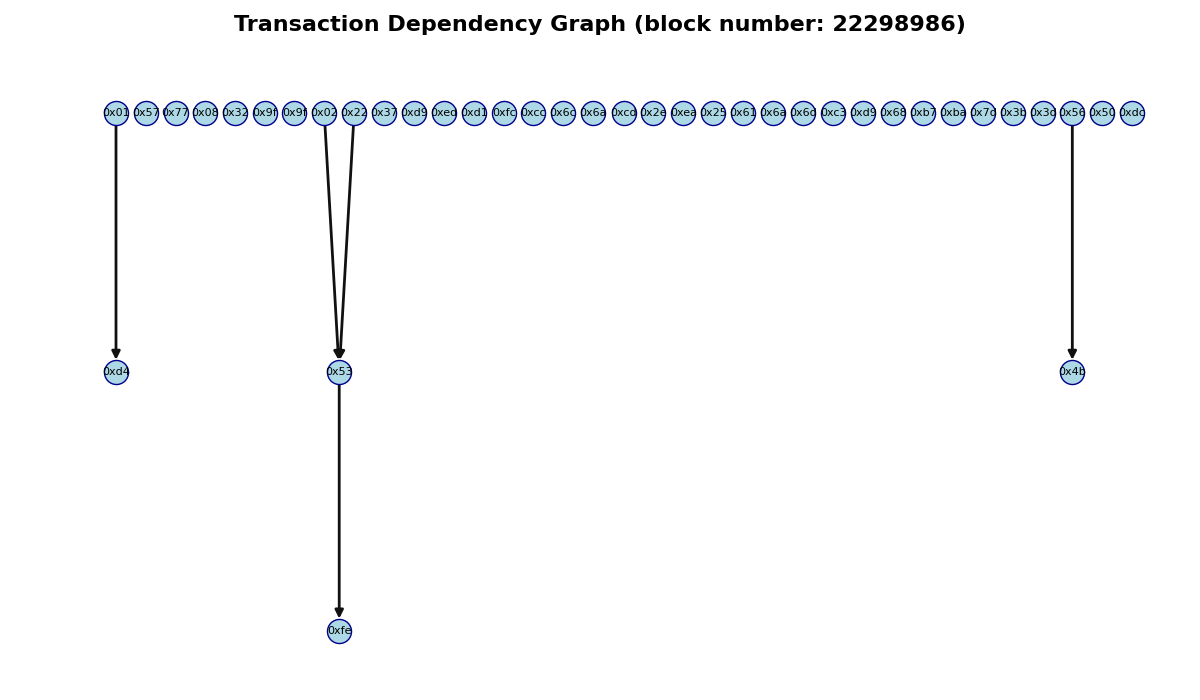 Transaction Dependency Graph (block number: 22298986)
0x01 0x57 0x77 0x08 0x32 0x9f 0x9f 0x02 0x22 0x37 0xd9 0xed 0xd1 0xfc 0xcc 0x6c 0x6a 0xcd 0x2e 0xea 0x25 0x61 0x6a 0x6d 0xc3 0xd9 0x68 0xb7 0xba 0x7d 0x3b 0x3d 0x56 0x50 0xdc
0xd4 0x53 0x4b
0xfe